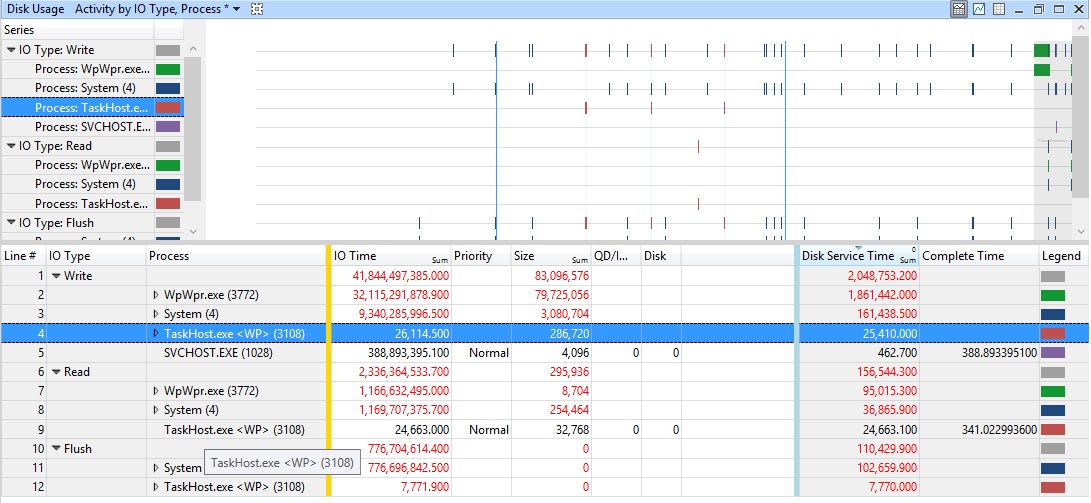 Disk Usage Activity by IO Type, Process *
Series
IO Type: Write
Process: WpWpr.exe...
Process: System (4)
Process: TaskHost.e...
Process: SVCHOST.E...
IO Type: Read
Process: WpWpr.exe...
Process: System (4)
Process: TaskHost.e...
IO Type: Flush
Line # IO Type Process IO Time Sum Priority Size Sum QD/I... Disk Disk Service Time 0 Sum Complete Time Legend
1 Write 41,844,497,385.000 83,096,576 2,048,753.200
2 WpWpr.exe (3772) 32,115,291,878.900 79,725,056 1,861,442.000
3 System (4) 9,340,285,996.500 3,080,704 161,438.500
4 TaskHost.exe <WP> (3108) 26,114.500 286,720 25,410.000
5 SVCHOST.EXE (1028) 388,893,395.100 Normal 4,096 0 0 462.700 388.893395100
6 Read 2,336,364,533.700 295,936 156,544.300
7 WpWpr.exe (3772) 1,166,632,495.000 8,704 95,015.300
8 System (4) 1,169,707,375.700 254,464 36,865.900
9 TaskHost.exe <WP> (3108) 24,663.000 Normal 32,768 0 0 24,663.100 341.022993600
10 Flush 776,704,614.400 0 110,429.900
11 System 776,696,842.500 0 102,659.900
TaskHost.exe <WP> (3108)
12 TaskHost.exe <WP> (3108) 7,771.900 0 7,770.000